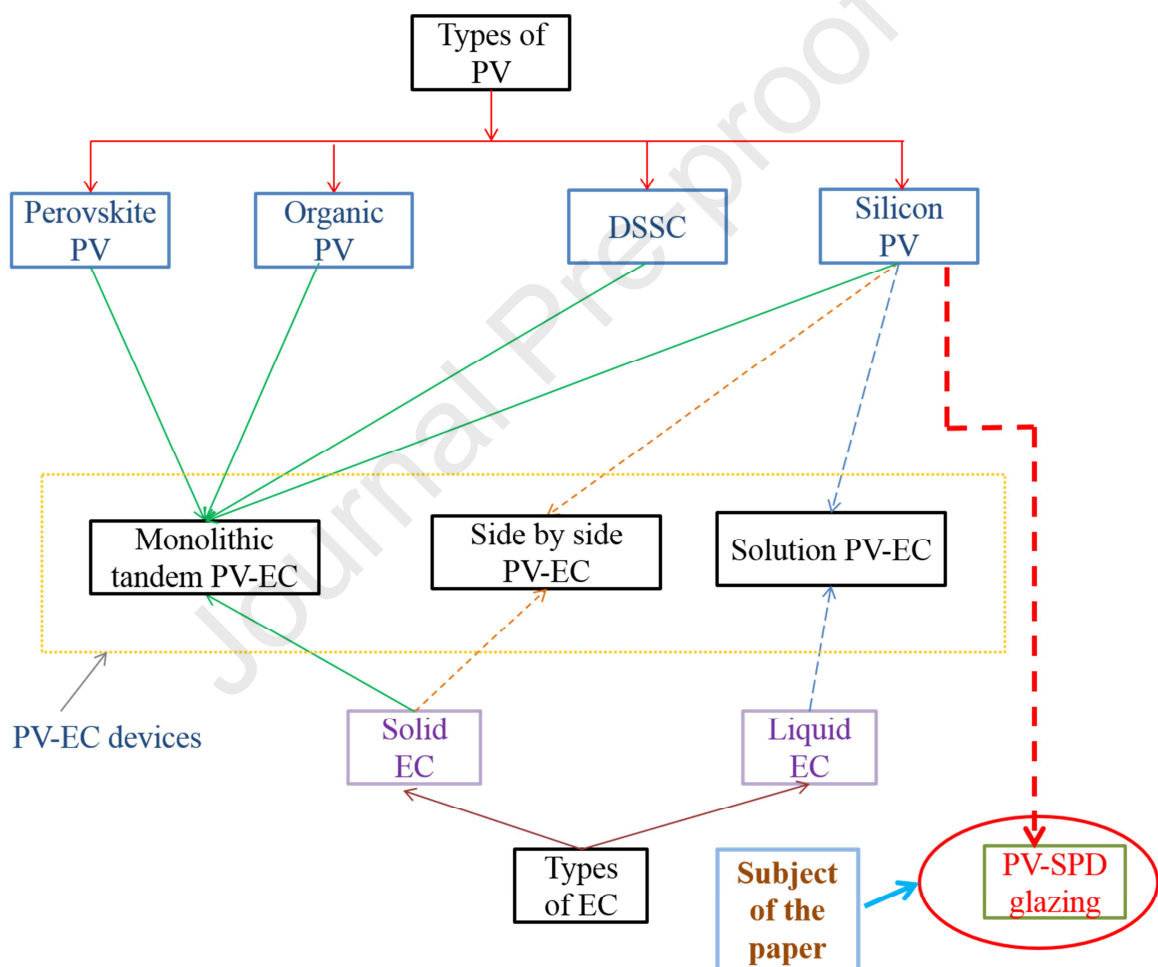 Types of
PV
Perovskite
PV
Organic
PV
DSSC
Silicon
PV
Journal Pre-proof
Monolithic
tandem PV-EC
Side by side
PV-EC
Solution PV-EC
PV-EC devices
Solid
EC
Liquid
EC
Types
of EC
Subject
of the
paper
PV-SPD
glazing